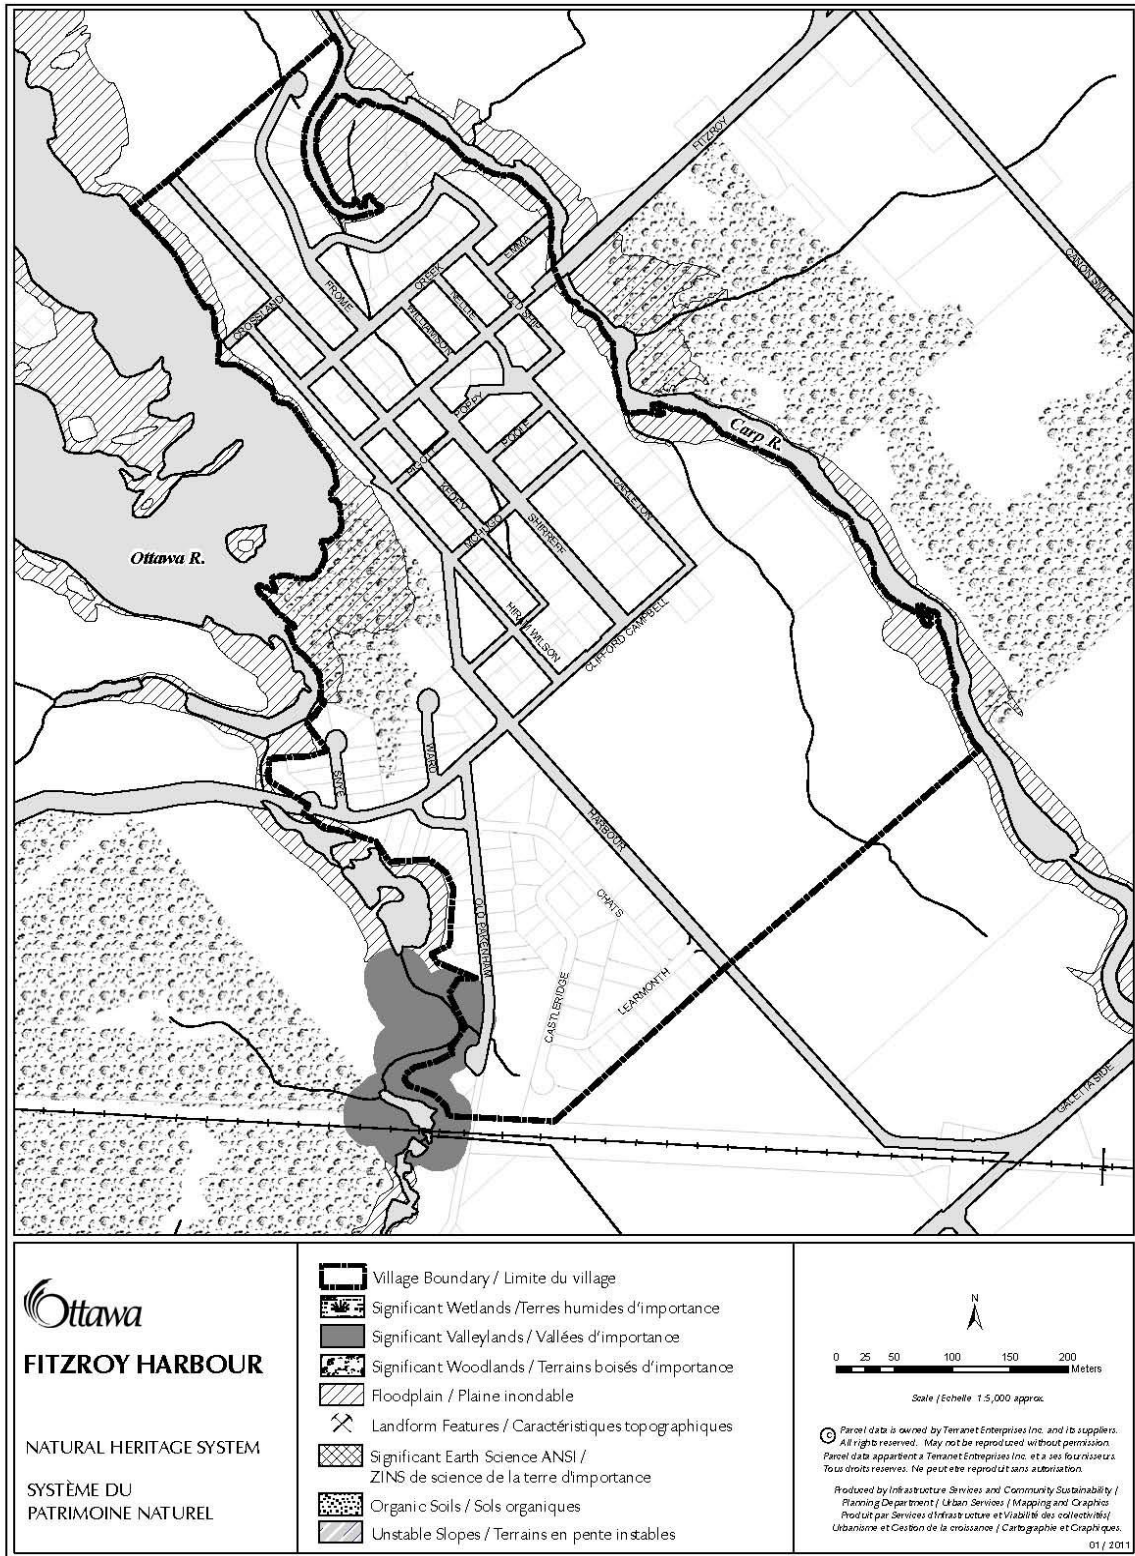 FITZROY
CANON SMITH
EMMA
CREEK
OLD SHIP
NELLIE
FROME
WILLIAMSON
CROSSLAND
POPPY
POOLE
Carp R.
CARLETON
KEDEY
MCHUGO
SHIRREFF
Ottawa R.
HIRAM WILSON
CLIFFORD CAMPBELL
WARD
SNYE
HARBOUR
CHATS
OLD PAKENHAM
CASTLERIDGE
LEARMONTH
GALETTA SIDE
Ottawa
FITZROY HARBOUR
NATURAL HERITAGE SYSTEM
SYSTÈME DU
PATRIMOINE NATUREL
Village Boundary / Limite du village
Significant Wetlands /Terres humides d'importance
Significant Valleylands / Vallées d'importance
Significant Woodlands / Terrains boisés d'importance
Floodplain / Plaine inondable
Landform Features / Caractéristiques topographiques
Significant Earth Science ANSI /
ZINS de science de la terre d'importance
Organic Soils / Sols organiques
Unstable Slopes / Terrains en pente instables
N
0 25 50 100 150 200
Meters
Scale / Echelle 1:5,000 approx.
© Parcel data is owned by Teranet Enterprises Inc. and its suppliers.
All rights reserved. May not be reproduced without permission.
Parcel data appartient a Teranet Entreprises Inc. et a ses fournisseurs.
Tous droits reserves. Ne peut etre reproduit sans autorisation.
Produced by Infrastructure Services and Community Sustainability /
Planning Department / Urban Services / Mapping and Graphics
Produit par Services d'infrastructure et Viabilité des collectivités/
Urbanisme et Gestion de la croissance / Cartographie et Graphiques.
01 / 2011